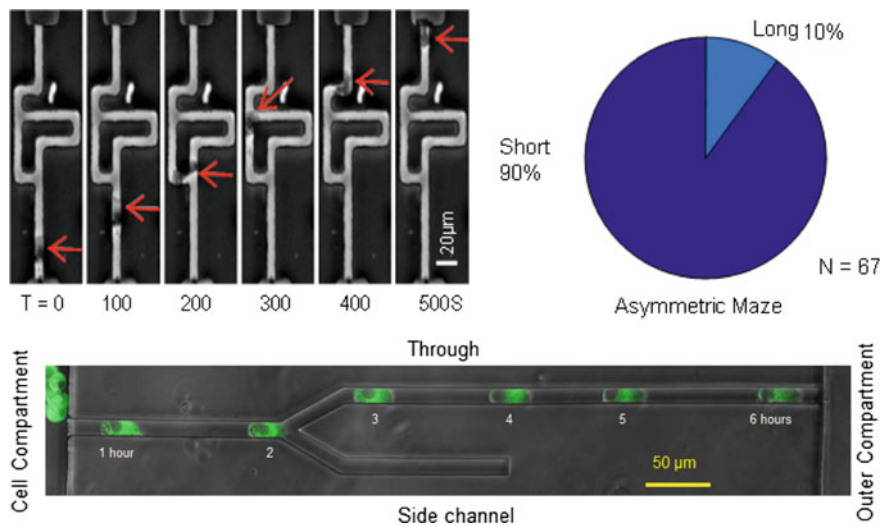 20µm
T = 0 100 200 300 400 500S
Long 10%
Short
90%
N = 67
Asymmetric Maze
Through
Cell Compartment
1 hour 2 3 4 5 6 hours
50 µm
Outer Compartment
Side channel